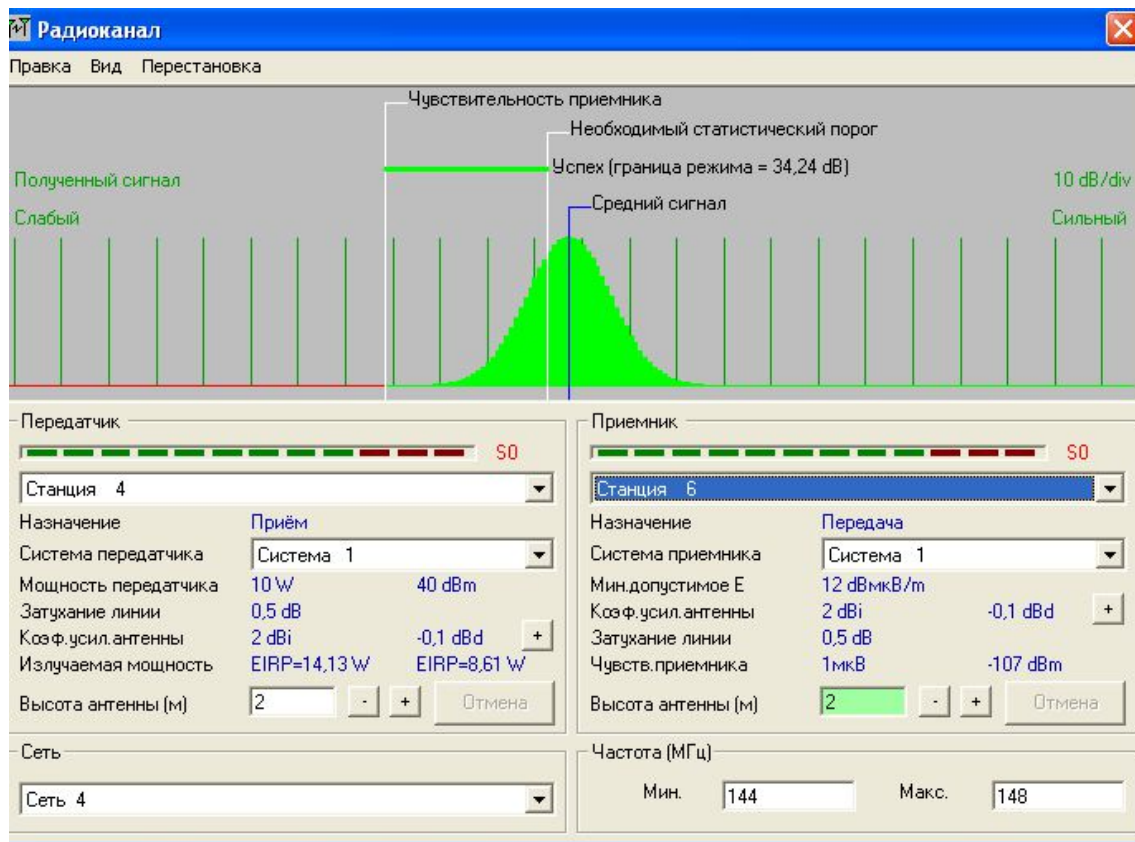 Радиоканал
Правка Вид Перестановка
Чувствительность приемника
Необходимый статистический порог
Успех (граница режима = 34,24 dB)
Полученный сигнал 10 dB/div
Средний сигнал
Слабый Сильный
Передатчик
S0
Станция 4
Назначение Приём
Система передатчика Система 1
Мощность передатчика 10 W 40 dBm
Затухание линии 0,5 dB
Коэф.усил.антенны 2 dBi -0,1 dBd +
Излучаемая мощность EIRP=14,13 W EIRP=8,61 W
Высота антенны (м) 2 - + Отмена
Приемник
S0
Станция 6
Назначение Передача
Система приемника Система 1
Мин.допустимое E 12 dBмкВ/m
Коэф.усил.антенны 2 dBi -0,1 dBd +
Затухание линии 0,5 dB
Чувств.приемника 1мкВ -107 dBm
Высота антенны (м) 2 - + Отмена
Сеть
Сеть 4
Частота (МГц)
Мин. 144 Макс. 148